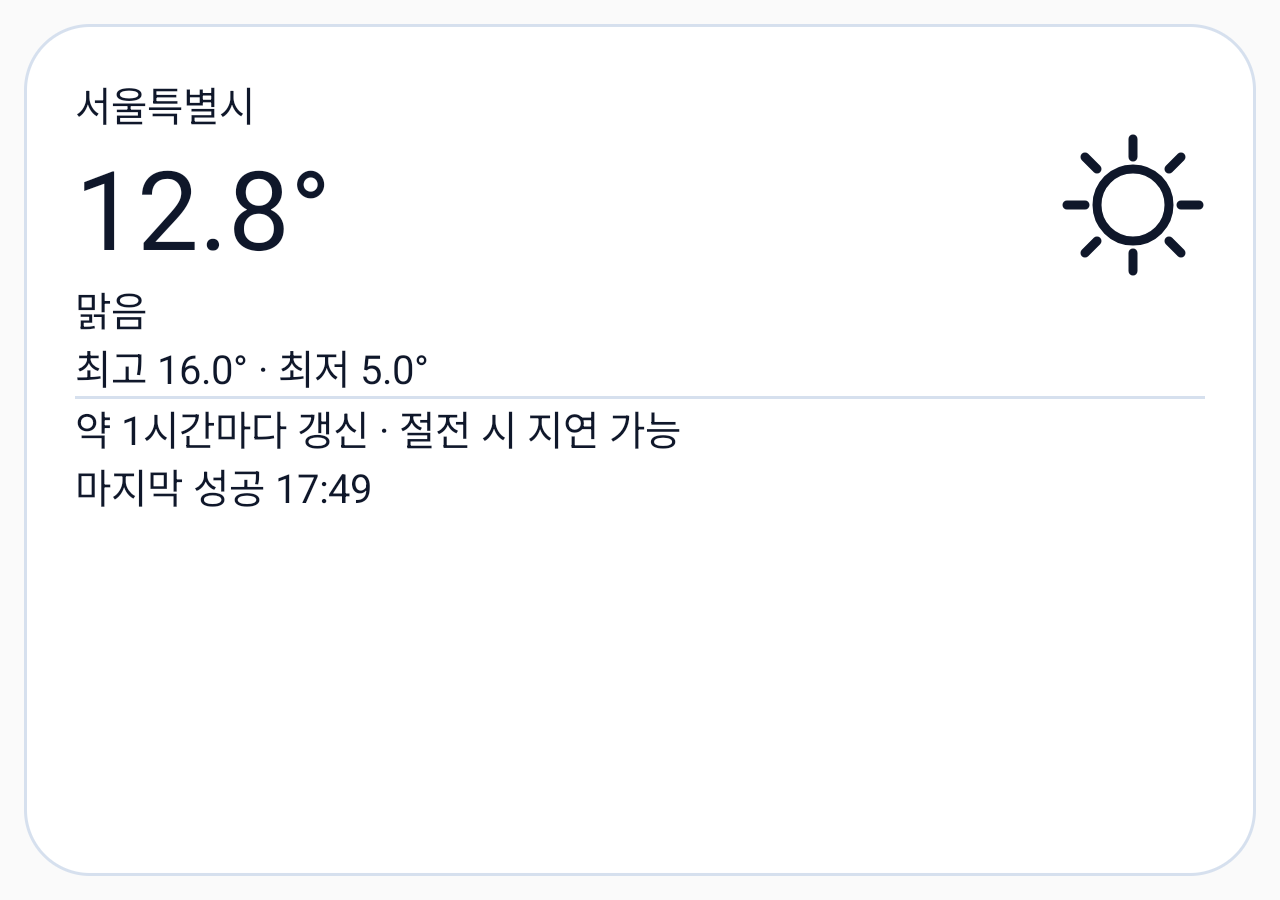 서울특별시
12.8°
맑음
최고 16.0° · 최저 5.0°
약 1시간마다 갱신 · 절전 시 지연 가능
마지막 성공 17:49